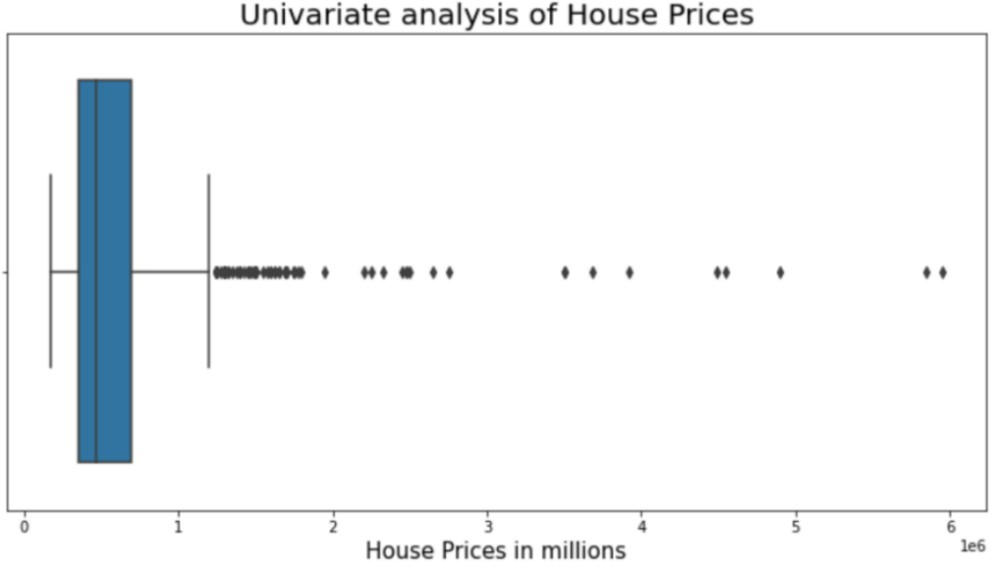 Univariate analysis of House Prices
0 1 2 3 4 5 6
1e6
House Prices in millions